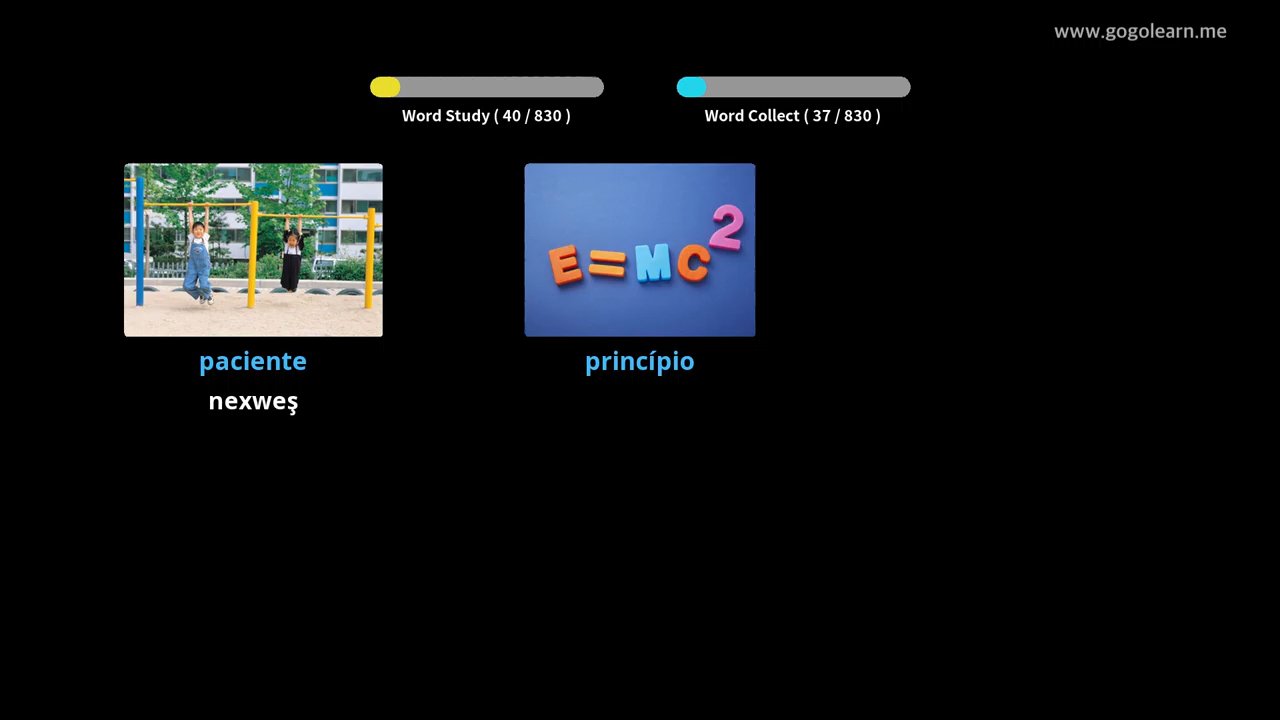 www.gogolearn.me
Word Study ( 40 / 830 )
Word Collect ( 37 / 830 )
E=MC2
paciente
princípio
nexweş